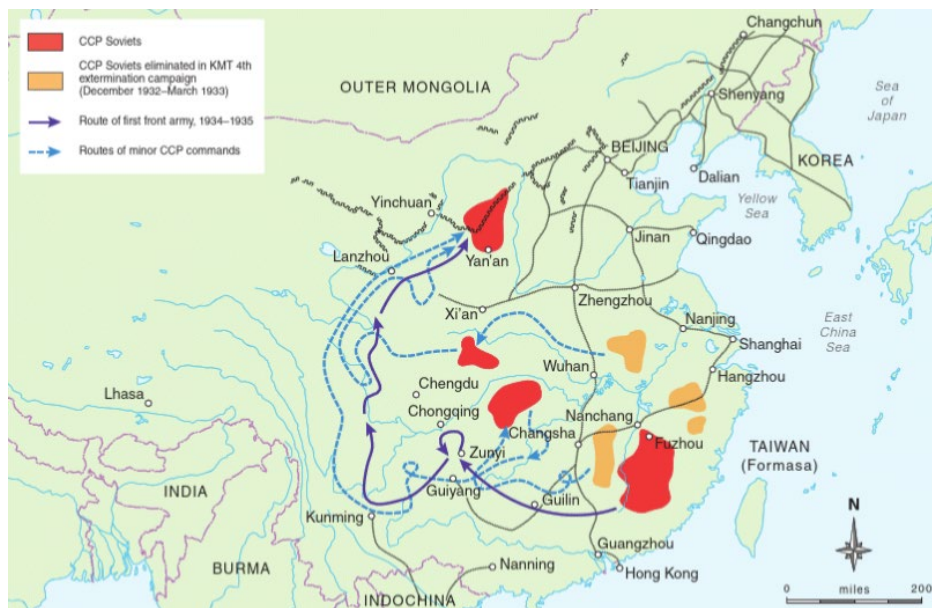 CCP Soviets
CCP Soviets eliminated in KMT 4th
extermination campaign
(December 1932–March 1933)
Route of first front army, 1934–1935
Routes of minor CCP commands
OUTER MONGOLIA
Changchun
Shenyang
Sea
of Japan
BEIJING
KOREA
Tianjin
Dalian
Yellow
Sea
Yinchuan
Jinan
Qingdao
Lanzhou
Yan'an
Zhengzhou
Xi'an
Nanjing
East
China
Sea
Shanghai
Wuhan
Hangzhou
Chengdu
Lhasa
Chongqing
Nanchang
Changsha
Fuzhou
Zunyi
TAIWAN
(Formasa)
INDIA
Guiyang
Guilin
Kunming
N
Guangzhou
BURMA
Nanning
Hong Kong
INDOCHINA
0 miles 200